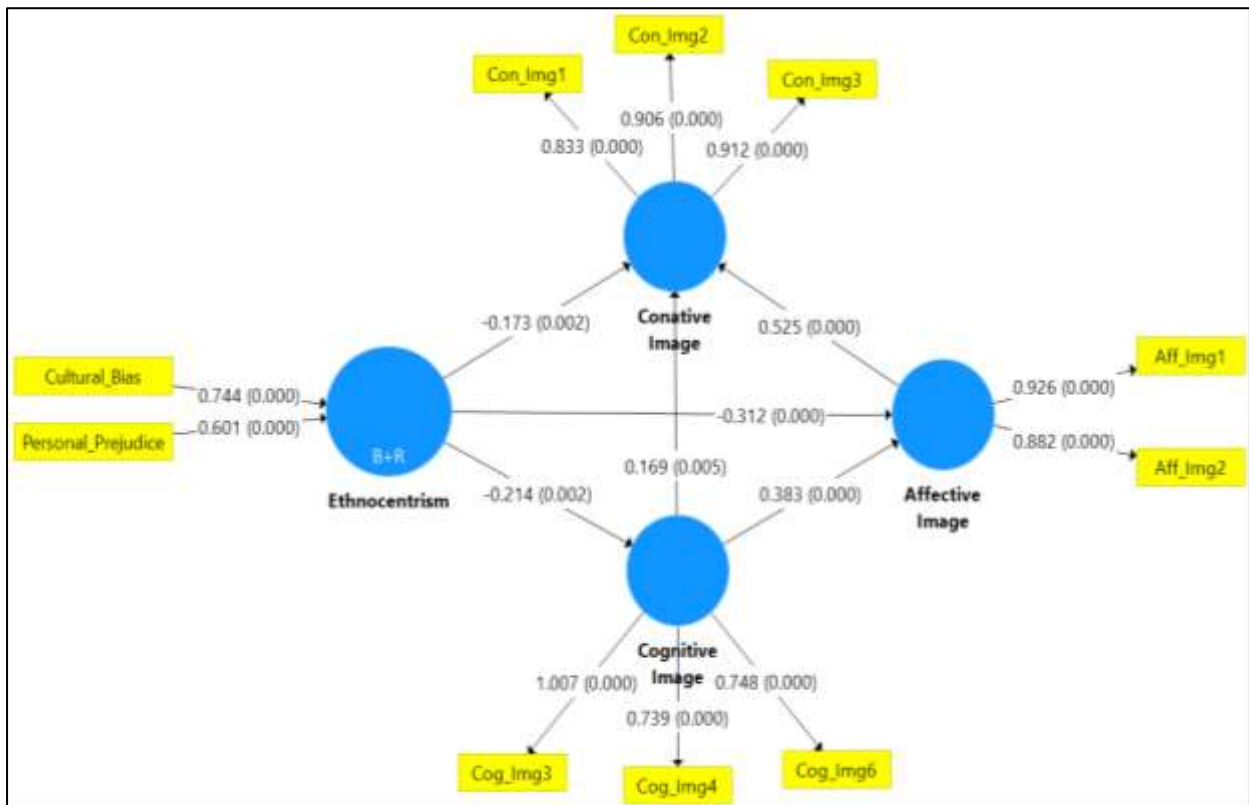 Con_Img2
Con_Img1
Con_Img3
0.906 (0.000)
0.833 (0.000)
0.912 (0.000)
-0.173 (0.002)
Conative
Image
0.525 (0.000)
Cultural_Bias
0.744 (0.000)
Personal_Prejudice
0.601 (0.000)
B+R
Ethnocentrism
-0.312 (0.000)
Aff_Img1
0.926 (0.000)
0.882 (0.000)
Aff_Img2
-0.214 (0.002)
0.169 (0.005)
0.383 (0.000)
Affective
Image
Cognitive
Image
1.007 (0.000)
0.748 (0.000)
0.739 (0.000)
Cog_Img3
Cog_Img4
Cog_Img6